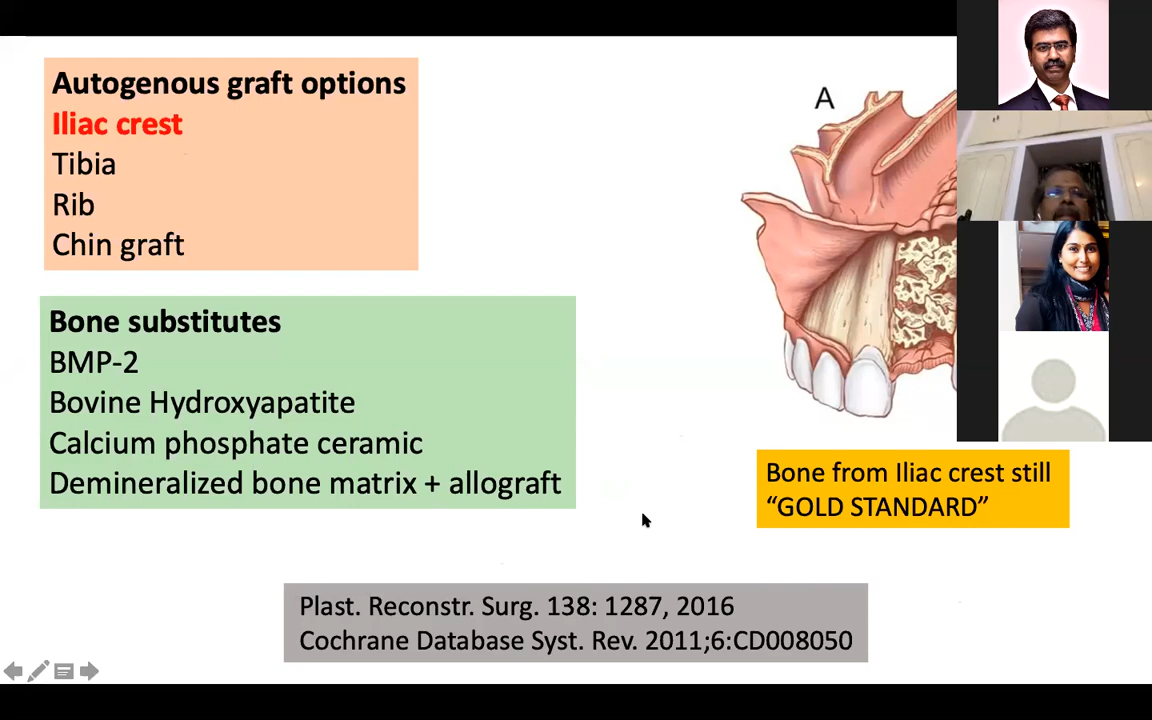 Autogenous graft options
Iliac crest
Tibia
Rib
Chin graft
Bone substitutes
BMP-2
Bovine Hydroxyapatite
Calcium phosphate ceramic
Demineralized bone matrix + allograft
A
Bone from Iliac crest still
“GOLD STANDARD”
Plast. Reconstr. Surg. 138: 1287, 2016
Cochrane Database Syst. Rev. 2011;6:CD008050